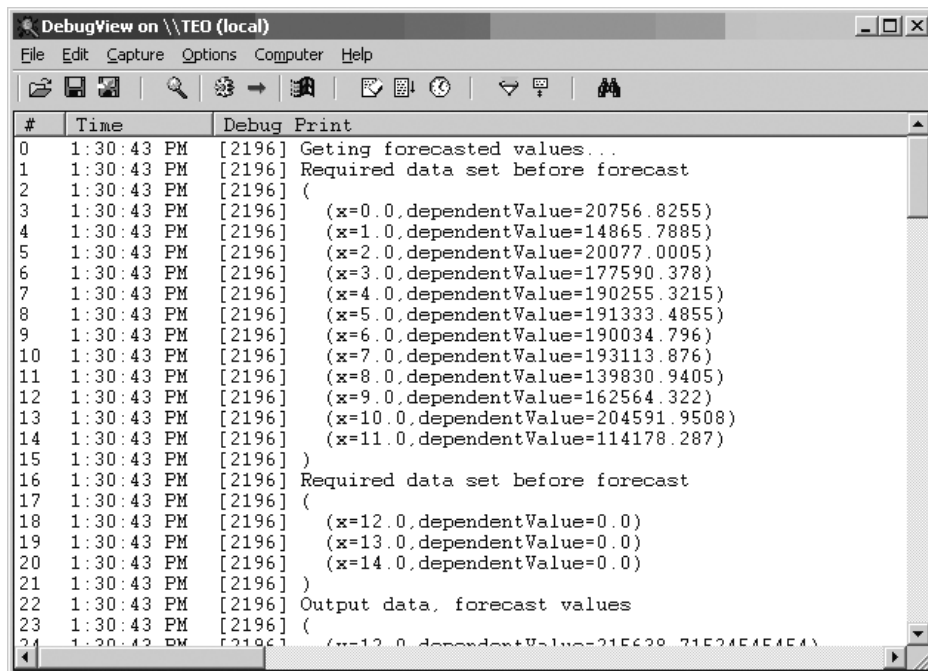 DebugView on \\TEO (local)
File Edit Capture Options Computer Help
# Time Debug Print
0 1:30:43 PM [2196] Geting forecasted values...
1 1:30:43 PM [2196] Required data set before forecast
2 1:30:43 PM [2196] (
3 1:30:43 PM [2196] (x=0.0,dependentValue=20756.8255)
4 1:30:43 PM [2196] (x=1.0,dependentValue=14865.7885)
5 1:30:43 PM [2196] (x=2.0,dependentValue=20077.0005)
6 1:30:43 PM [2196] (x=3.0,dependentValue=177590.378)
7 1:30:43 PM [2196] (x=4.0,dependentValue=190255.3215)
8 1:30:43 PM [2196] (x=5.0,dependentValue=191333.4855)
9 1:30:43 PM [2196] (x=6.0,dependentValue=190034.796)
10 1:30:43 PM [2196] (x=7.0,dependentValue=193113.876)
11 1:30:43 PM [2196] (x=8.0,dependentValue=139830.9405)
12 1:30:43 PM [2196] (x=9.0,dependentValue=162564.322)
13 1:30:43 PM [2196] (x=10.0,dependentValue=204591.9508)
14 1:30:43 PM [2196] (x=11.0,dependentValue=114178.287)
15 1:30:43 PM [2196] )
16 1:30:43 PM [2196] Required data set before forecast
17 1:30:43 PM [2196] (
18 1:30:43 PM [2196] (x=12.0,dependentValue=0.0)
19 1:30:43 PM [2196] (x=13.0,dependentValue=0.0)
20 1:30:43 PM [2196] (x=14.0,dependentValue=0.0)
21 1:30:43 PM [2196] )
22 1:30:43 PM [2196] Output data, forecast values
23 1:30:43 PM [2196] (
24 1:30:43 PM [2196]